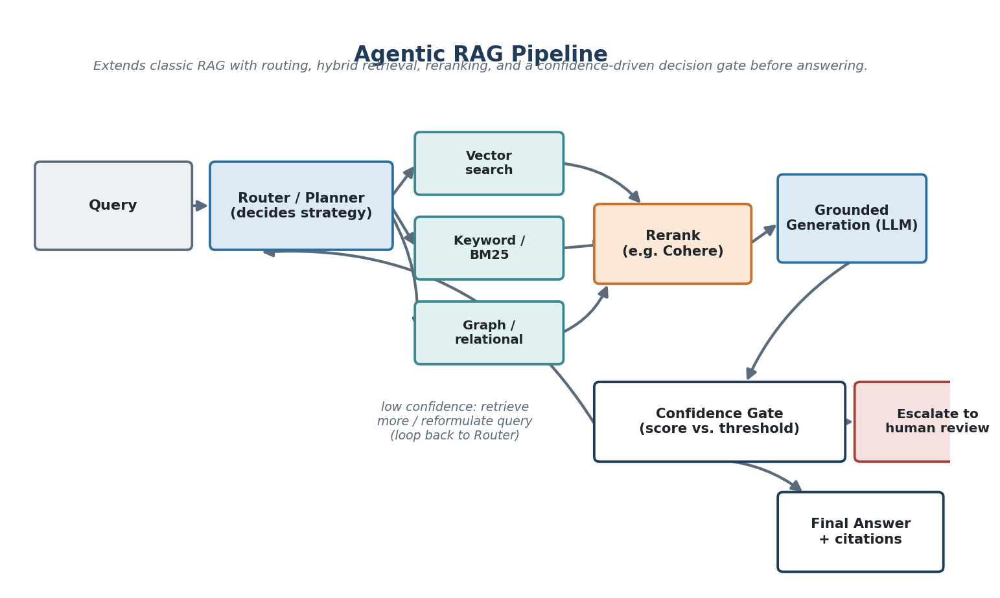 Agentic RAG Pipeline
Extends classic RAG with routing, hybrid retrieval, reranking, and a confidence-driven decision gate before answering.
Query
Router / Planner
(decides strategy)
Vector
search
Keyword /
BM25
Graph /
relational
Rerank
(e.g. Cohere)
Grounded
Generation (LLM)
low confidence: retrieve
more / reformulate query
(loop back to Router)
Confidence Gate
(score vs. threshold)
Escalate to
human review
Final Answer
+ citations